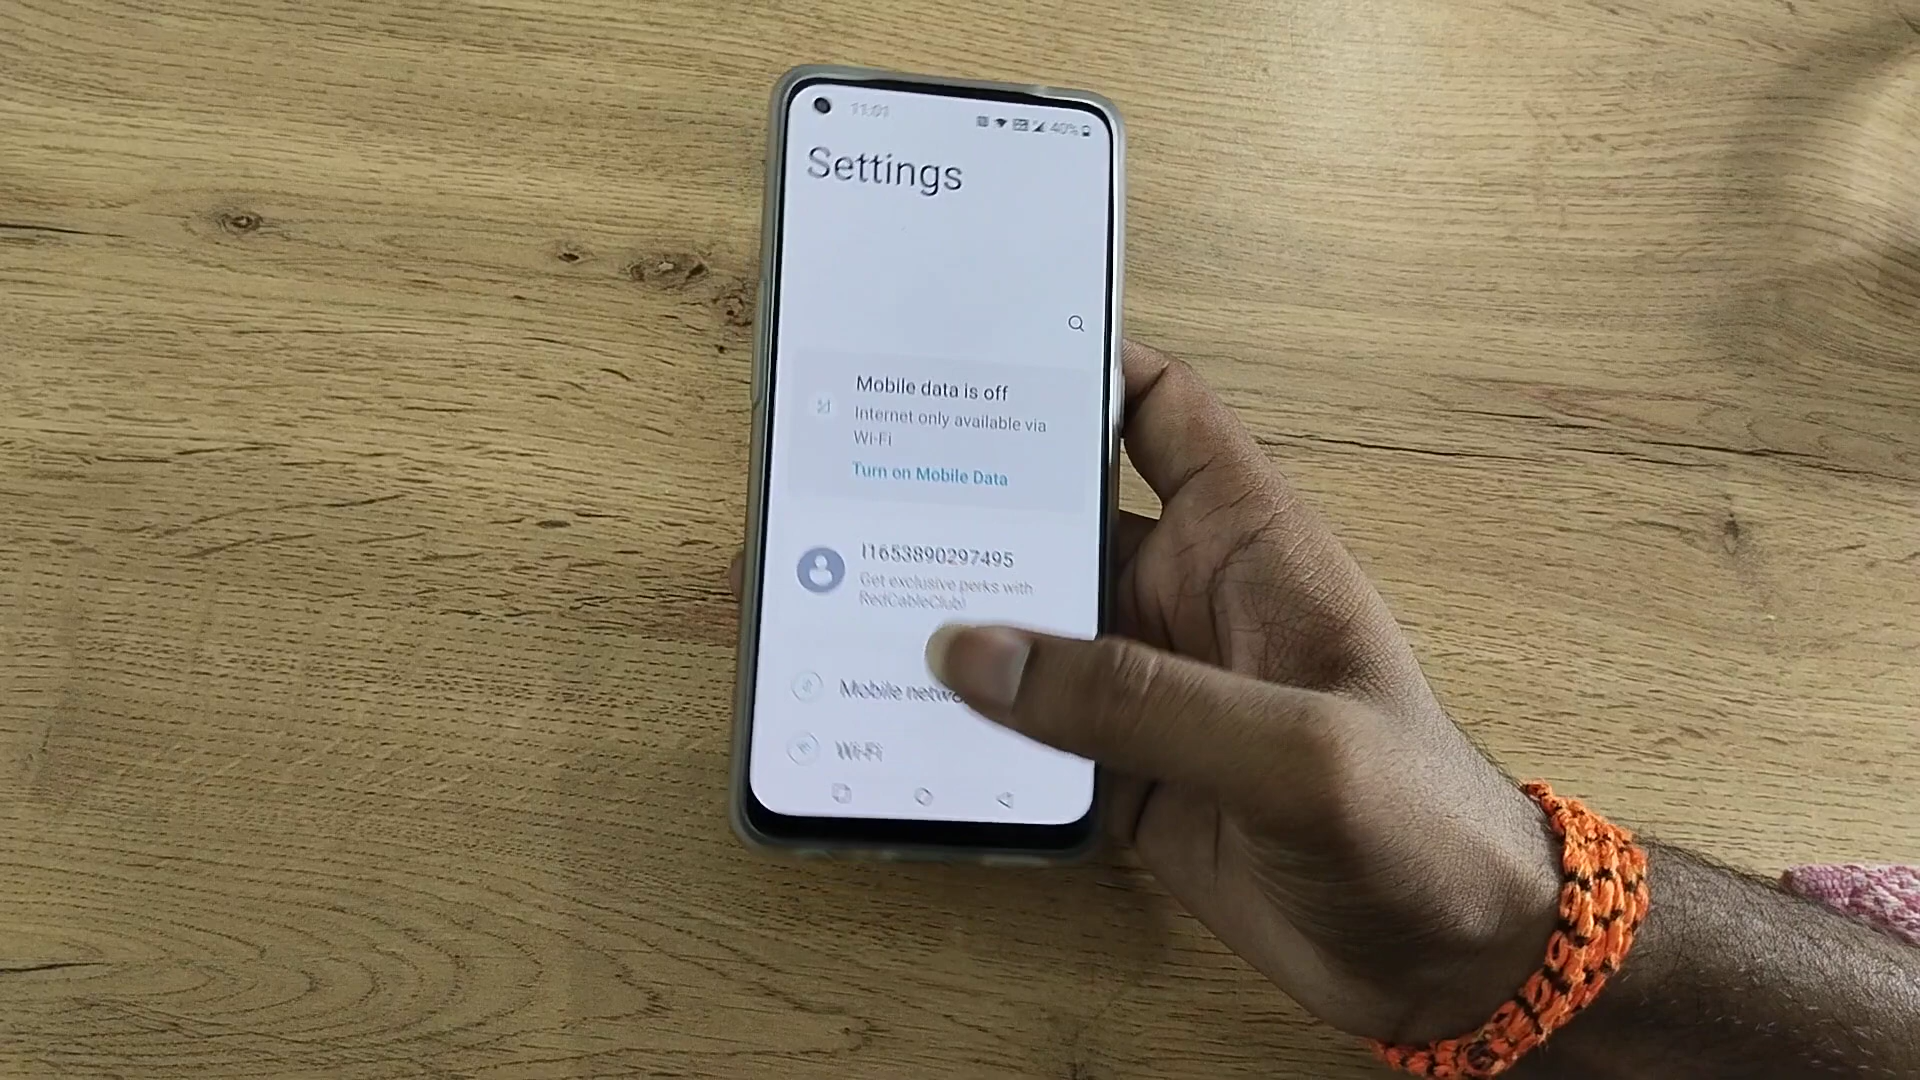 11:01
40%
Settings
Mobile data is off
Internet only available via
Wi-Fi
Turn on Mobile Data
I1653890297495
Get exclusive perks with
RedCableClub!
Mobile
Wi-Fi